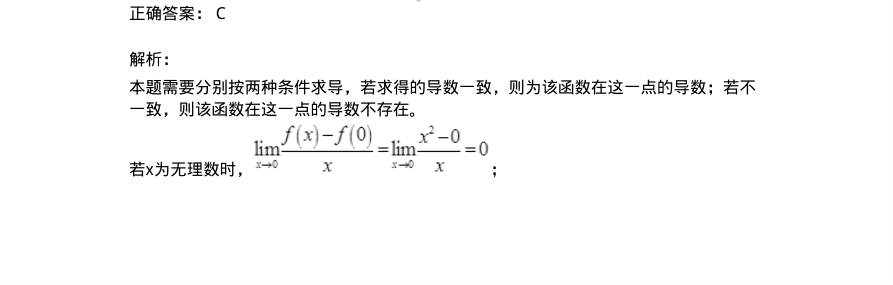 正确答案： C
解析：
本题需要分别按两种条件求导，若求得的导数一致，则为该函数在这一点的导数；若不
一致，则该函数在这一点的导数不存在。
若x为无理数时，lim_{x→0} (f(x)−f(0))/x = lim_{x→0} (x²−0)/x = 0；